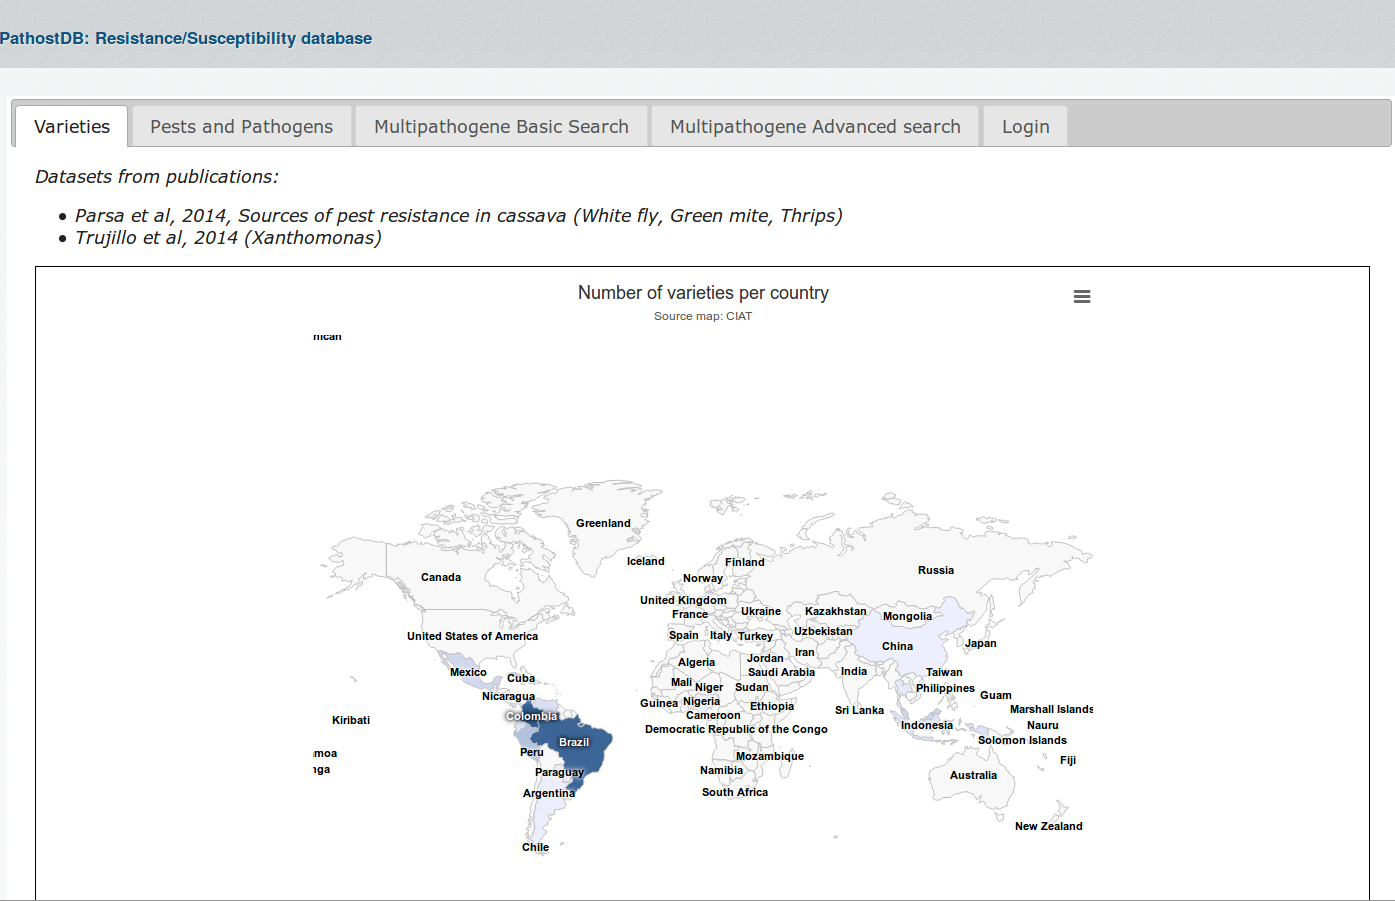 PathostDB: Resistance/Susceptibility database
Varieties
Pests and Pathogens
Multipathogene Basic Search
Multipathogene Advanced search
Login
Datasets from publications:
Parsa et al, 2014, Sources of pest resistance in cassava (White fly, Green mite, Thrips)
Trujillo et al, 2014 (Xanthomonas)
Number of varieties per country
Source map: CIAT
Greenland
Iceland
Finland
Russia
Canada
Norway
United Kingdom
France
Ukraine
Kazakhstan
Mongolia
United States of America
Spain
Italy
Turkey
Uzbekistan
China
Japan
Iran
Algeria
Jordan
Saudi Arabia
India
Taiwan
Mexico
Cuba
Mali
Niger
Sudan
Philippines
Nicaragua
Guinea
Nigeria
Ethiopia
Guam
Sri Lanka
Marshall Islands
Colombia
Cameroon
Kiribati
Indonesia
Nauru
Democratic Republic of the Congo
Brazil
Solomon Islands
Peru
moa
Mozambique
Fiji
nga
Paraguay
Namibia
Australia
Argentina
South Africa
New Zealand
Chile